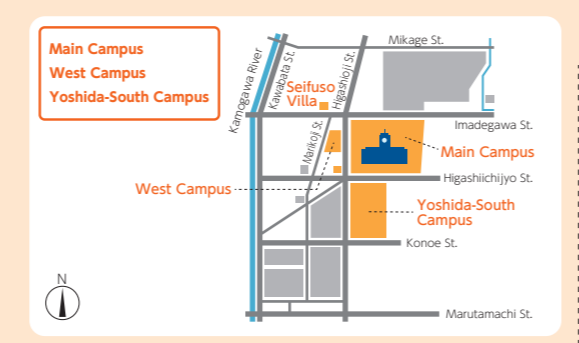 Main Campus
West Campus
Yoshida-South Campus
Mikage St.
Kamogawa River
Kawabata St.
Higashioji St.
Seifuso
Villa
Imadegawa St.
Marikoji St.
Main Campus
West Campus
Higashiichijyo St.
Yoshida-South
Campus
Konoe St.
N
Marutamachi St.